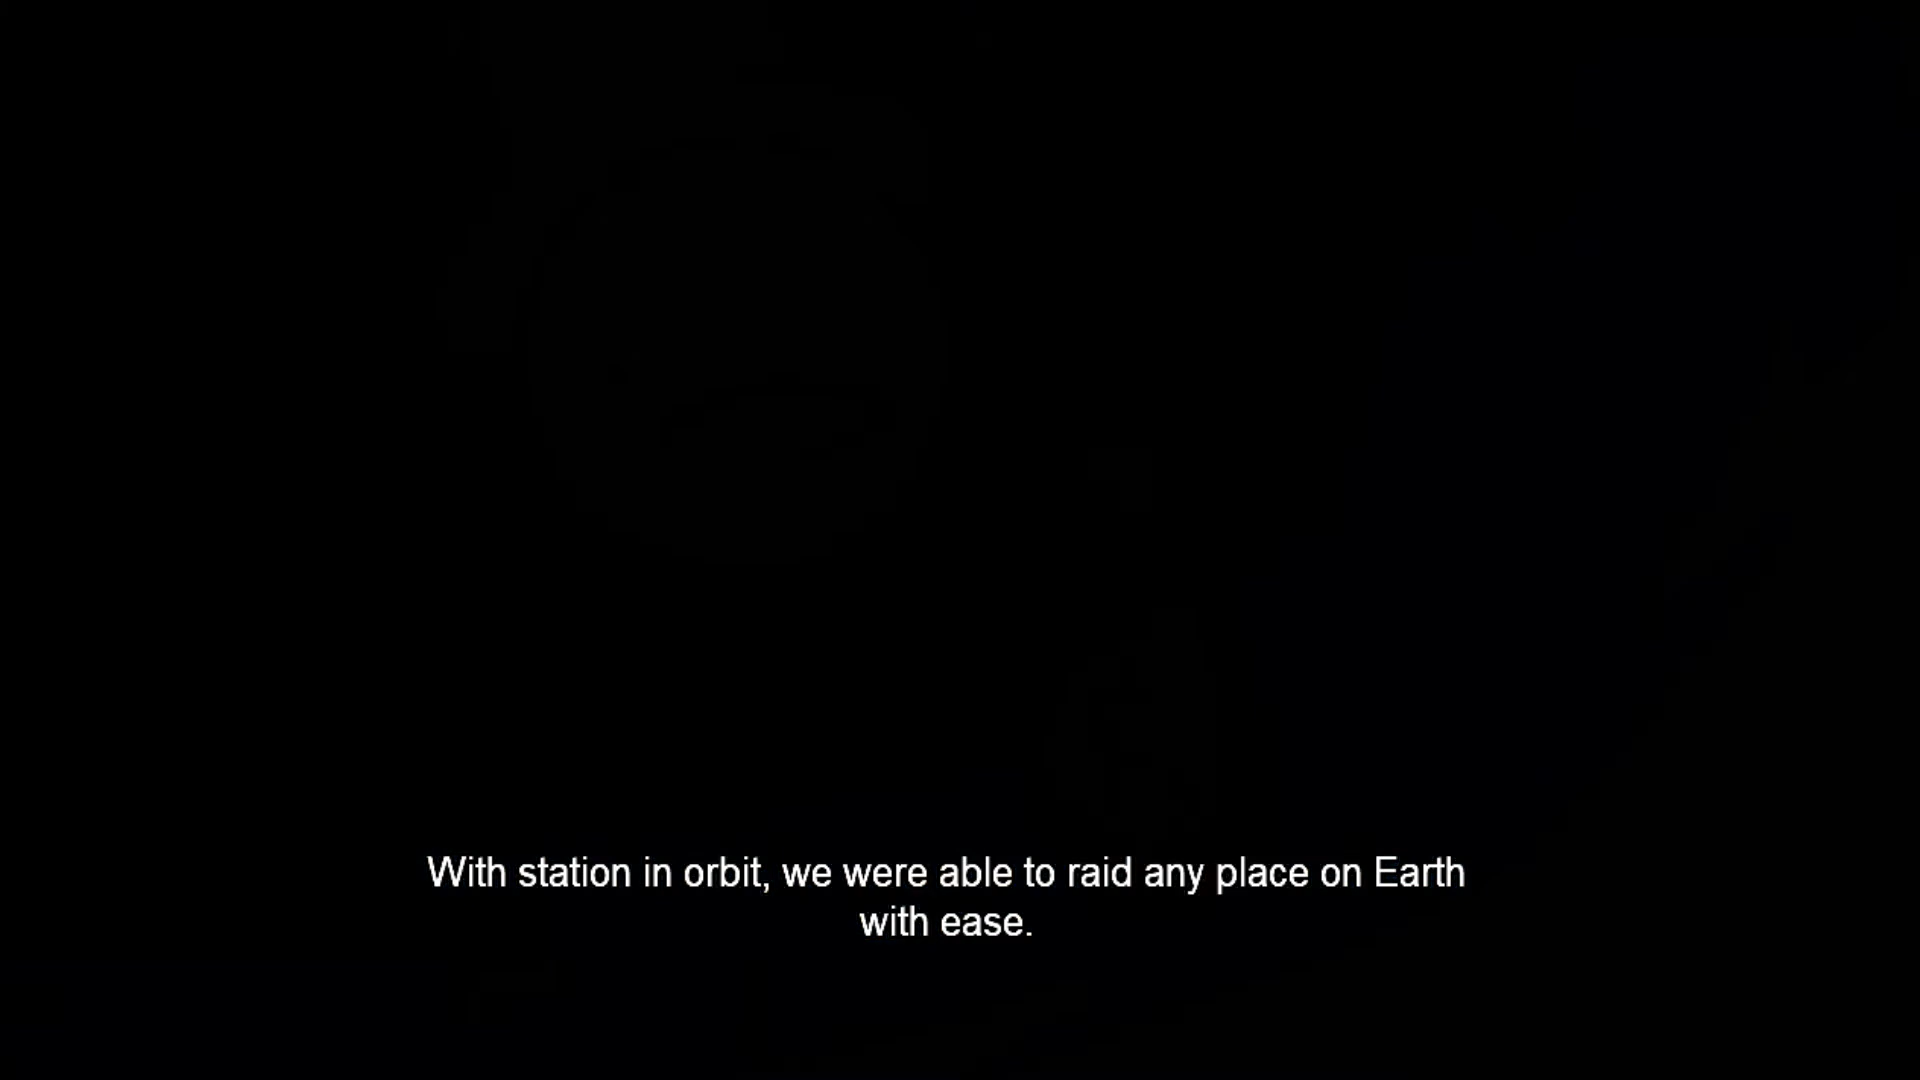 With station in orbit, we were able to raid any place on Earth
with ease.